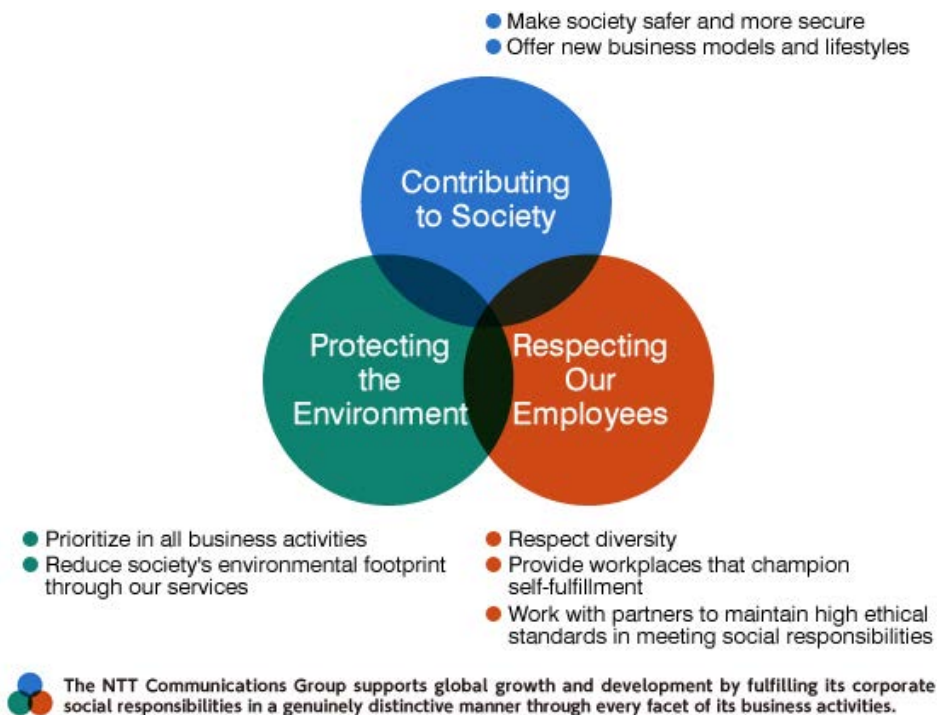 Make society safer and more secure
Offer new business models and lifestyles
Contributing
to Society
Protecting
the
Environment
Respecting
Our
Employees
Prioritize in all business activities
Reduce society's environmental footprint
through our services
Respect diversity
Provide workplaces that champion
self-fulfillment
Work with partners to maintain high ethical
standards in meeting social responsibilities
The NTT Communications Group supports global growth and development by fulfilling its corporate
social responsibilities in a genuinely distinctive manner through every facet of its business activities.